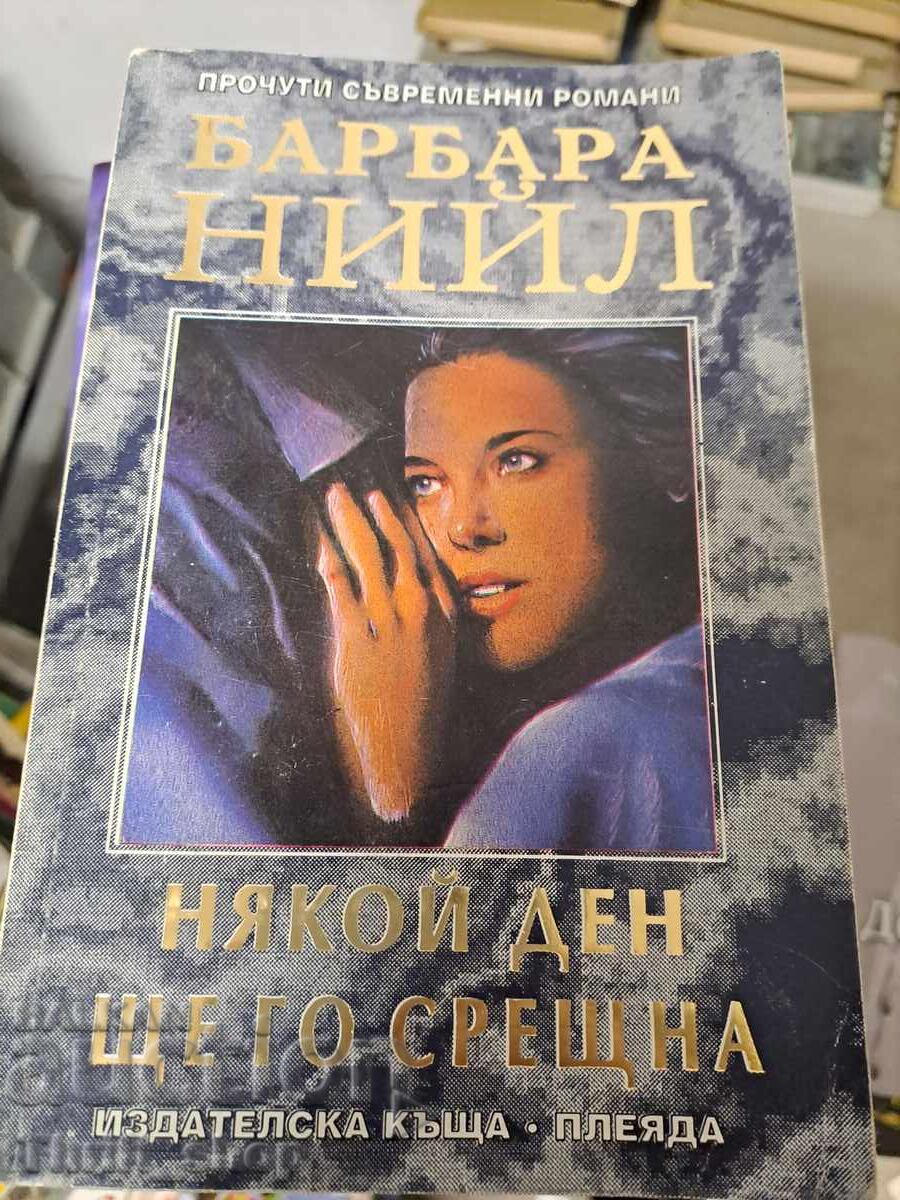 ПРОЧУТИ СЪВРЕМЕННИ РОМАНИ
БАРБАРА
НИЙЛ
НЯКОЙ ДЕН
ЩЕ ГО СРЕЩНА
ИЗДАТЕЛСКА КЪЩА • ПЛЕЯДА